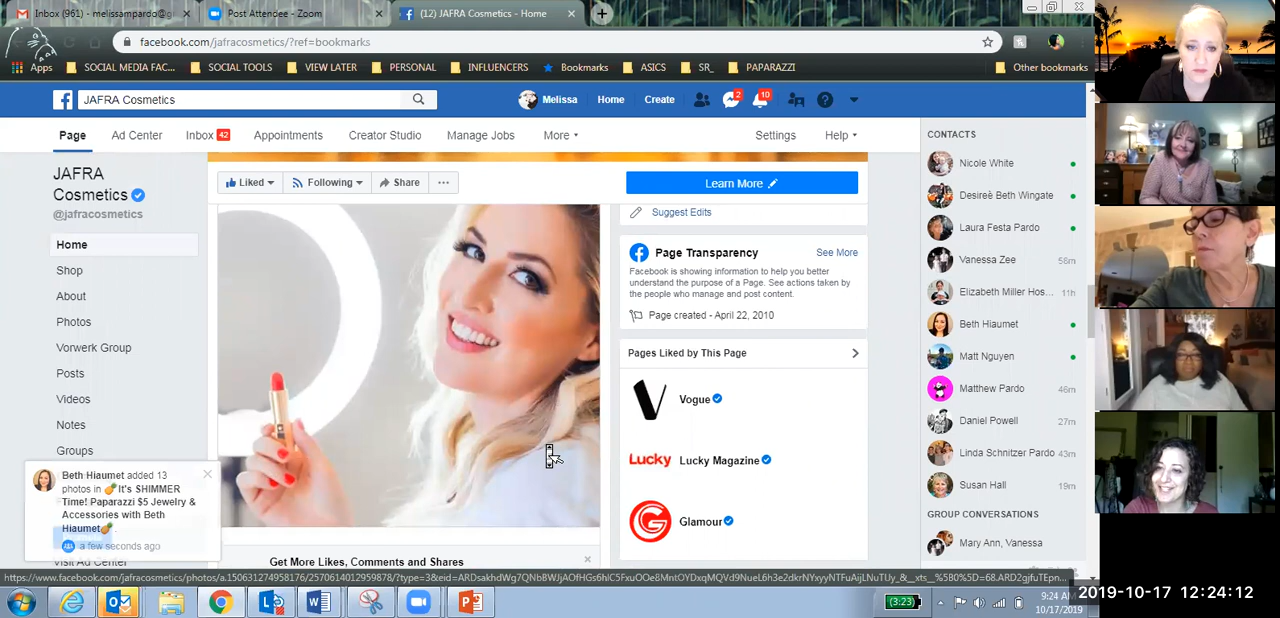 Inbox (961) - melissampardo@g
Post Attendee - Zoom
(12) JAFRA Cosmetics - Home
facebook.com/jafracosmetics/?ref=bookmarks
Apps SOCIAL MEDIA FAC... SOCIAL TOOLS VIEW LATER PERSONAL INFLUENCERS Bookmarks ASICS SR_ PAPARAZZI Other bookmarks
JAFRA Cosmetics
Melissa Home Create 2 10
Page Ad Center Inbox 42 Appointments Creator Studio Manage Jobs More Settings Help
JAFRA
Cosmetics
@jafracosmetics
Home
Shop
About
Photos
Vorwerk Group
Posts
Videos
Notes
Groups
Visit Ad Center
Liked Following Share ... Learn More
Get More Likes, Comments and Shares
Suggest Edits
Page Transparency See More
Facebook is showing information to help you better
understand the purpose of a Page. See actions taken by
the people who manage and post content.
Page created - April 22, 2010
Pages Liked by This Page
Vogue
LUCKY Lucky Magazine
Glamour
CONTACTS
Nicole White
Desireè Beth Wingate
Laura Festa Pardo
Vanessa Zee 56m
Elizabeth Miller Hos... 11h
Beth Hiaumet
Matt Nguyen
Matthew Pardo 46m
Daniel Powell 27m
Linda Schnitzer Pardo 43m
Susan Hall 19m
GROUP CONVERSATIONS
Mary Ann, Vanessa
Beth Hiaumet added 13
photos in 🍍It's SHIMMER
Time! Paparazzi $5 Jewelry &
Accessories with Beth
Hiaumet🍍.
a few seconds ago
(3:23)
9:24 AM
10/17/2019
2019-10-17 12:24:12